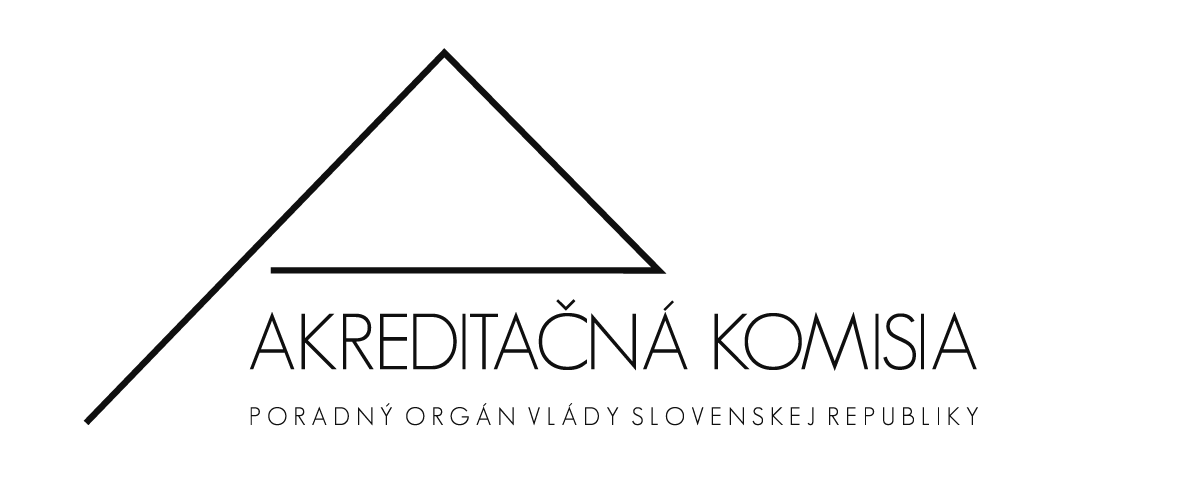 AKREDITAČNÁ KOMISIA
PORADNÝ ORGÁN VLÁDY SLOVENSKEJ REPUBLIKY